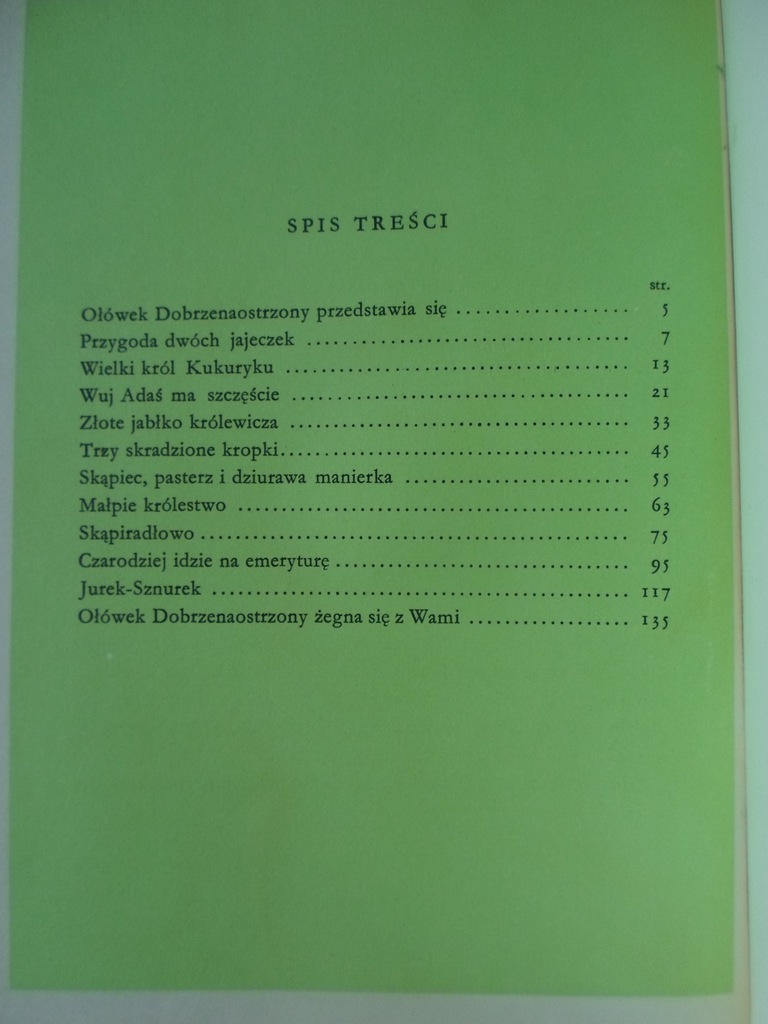 SPIS TREŚCI
str.
Ołówek Dobrzenaostrzony przedstawia się .................. 5
Przygoda dwóch jajeczek .................................. 7
Wielki król Kukuryku .................................... 13
Wuj Adaś ma szczęście ................................... 21
Złote jabłko królewicza ................................... 33
Trzy skradzione kropki.................................... 45
Skąpiec, pasterz i dziurawa manierka ....................... 55
Małpie królestwo ......................................... 63
Skąpiradłowo ............................................. 75
Czarodziej idzie na emeryturę .............................. 95
Jurek-Sznurek ............................................ 117
Ołówek Dobrzenaostrzony żegna się z Wami ................. 135